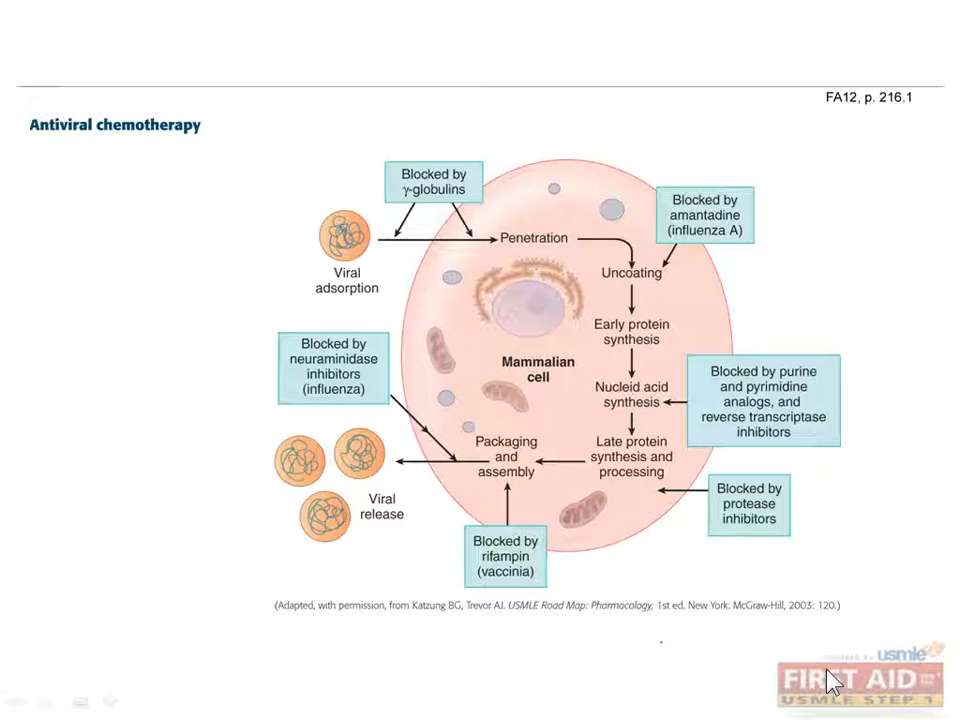 FA12, p. 216.1
Antiviral chemotherapy
Blocked by
γ-globulins
Blocked by
amantadine
(influenza A)
Penetration
Viral
adsorption
Uncoating
Early protein
synthesis
Blocked by
neuraminidase
inhibitors
(influenza)
Mammalian
cell
Nucleid acid
synthesis
Blocked by purine
and pyrimidine
analogs, and
reverse transcriptase
inhibitors
Packaging
and
assembly
Late protein
synthesis and
processing
Viral
release
Blocked by
protease
inhibitors
Blocked by
rifampin
(vaccinia)
(Adapted, with permission, from Katzung BG, Trevor AJ. USMLE Road Map: Pharmacology, 1st ed. New York: McGraw-Hill, 2003: 120.)
usmle
FIRST AID FOR THE
USMLE STEP 1